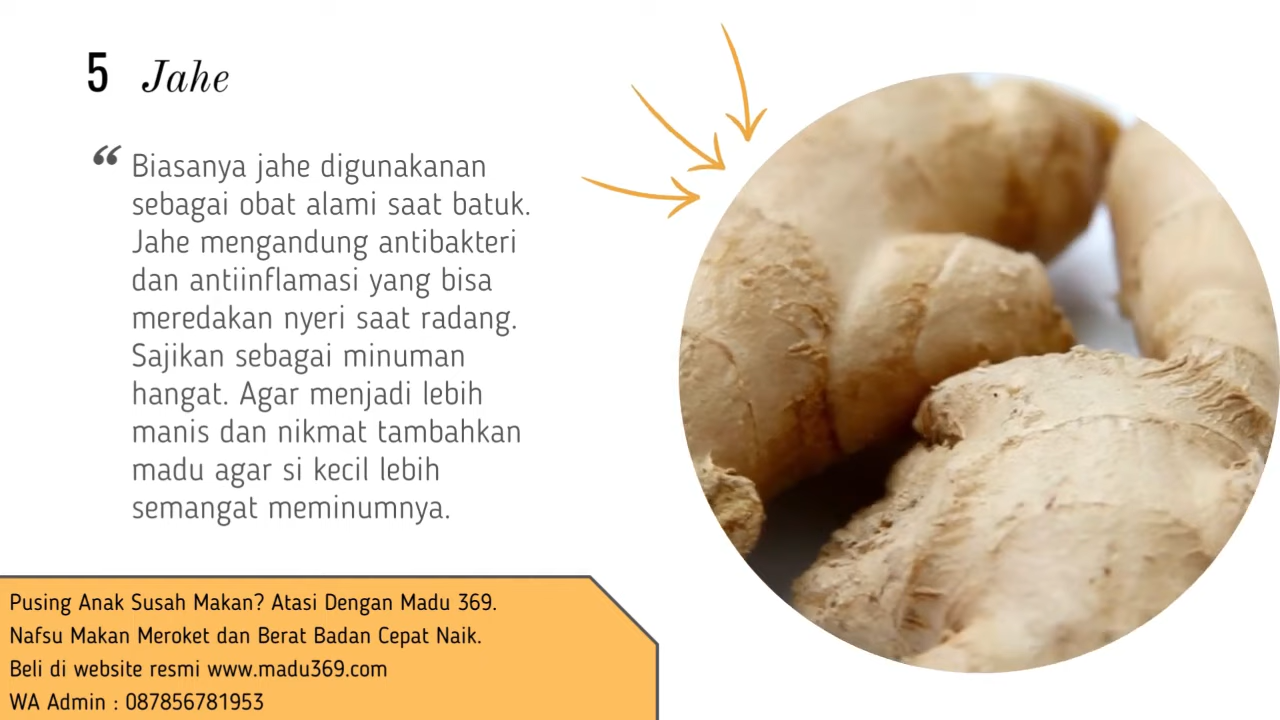 5 Jahe
“ Biasanya jahe digunakanan
sebagai obat alami saat batuk.
Jahe mengandung antibakteri
dan antiinflamasi yang bisa
meredakan nyeri saat radang.
Sajikan sebagai minuman
hangat. Agar menjadi lebih
manis dan nikmat tambahkan
madu agar si kecil lebih
semangat meminumnya.
Pusing Anak Susah Makan? Atasi Dengan Madu 369.
Nafsu Makan Meroket dan Berat Badan Cepat Naik.
Beli di website resmi www.madu369.com
WA Admin : 087856781953